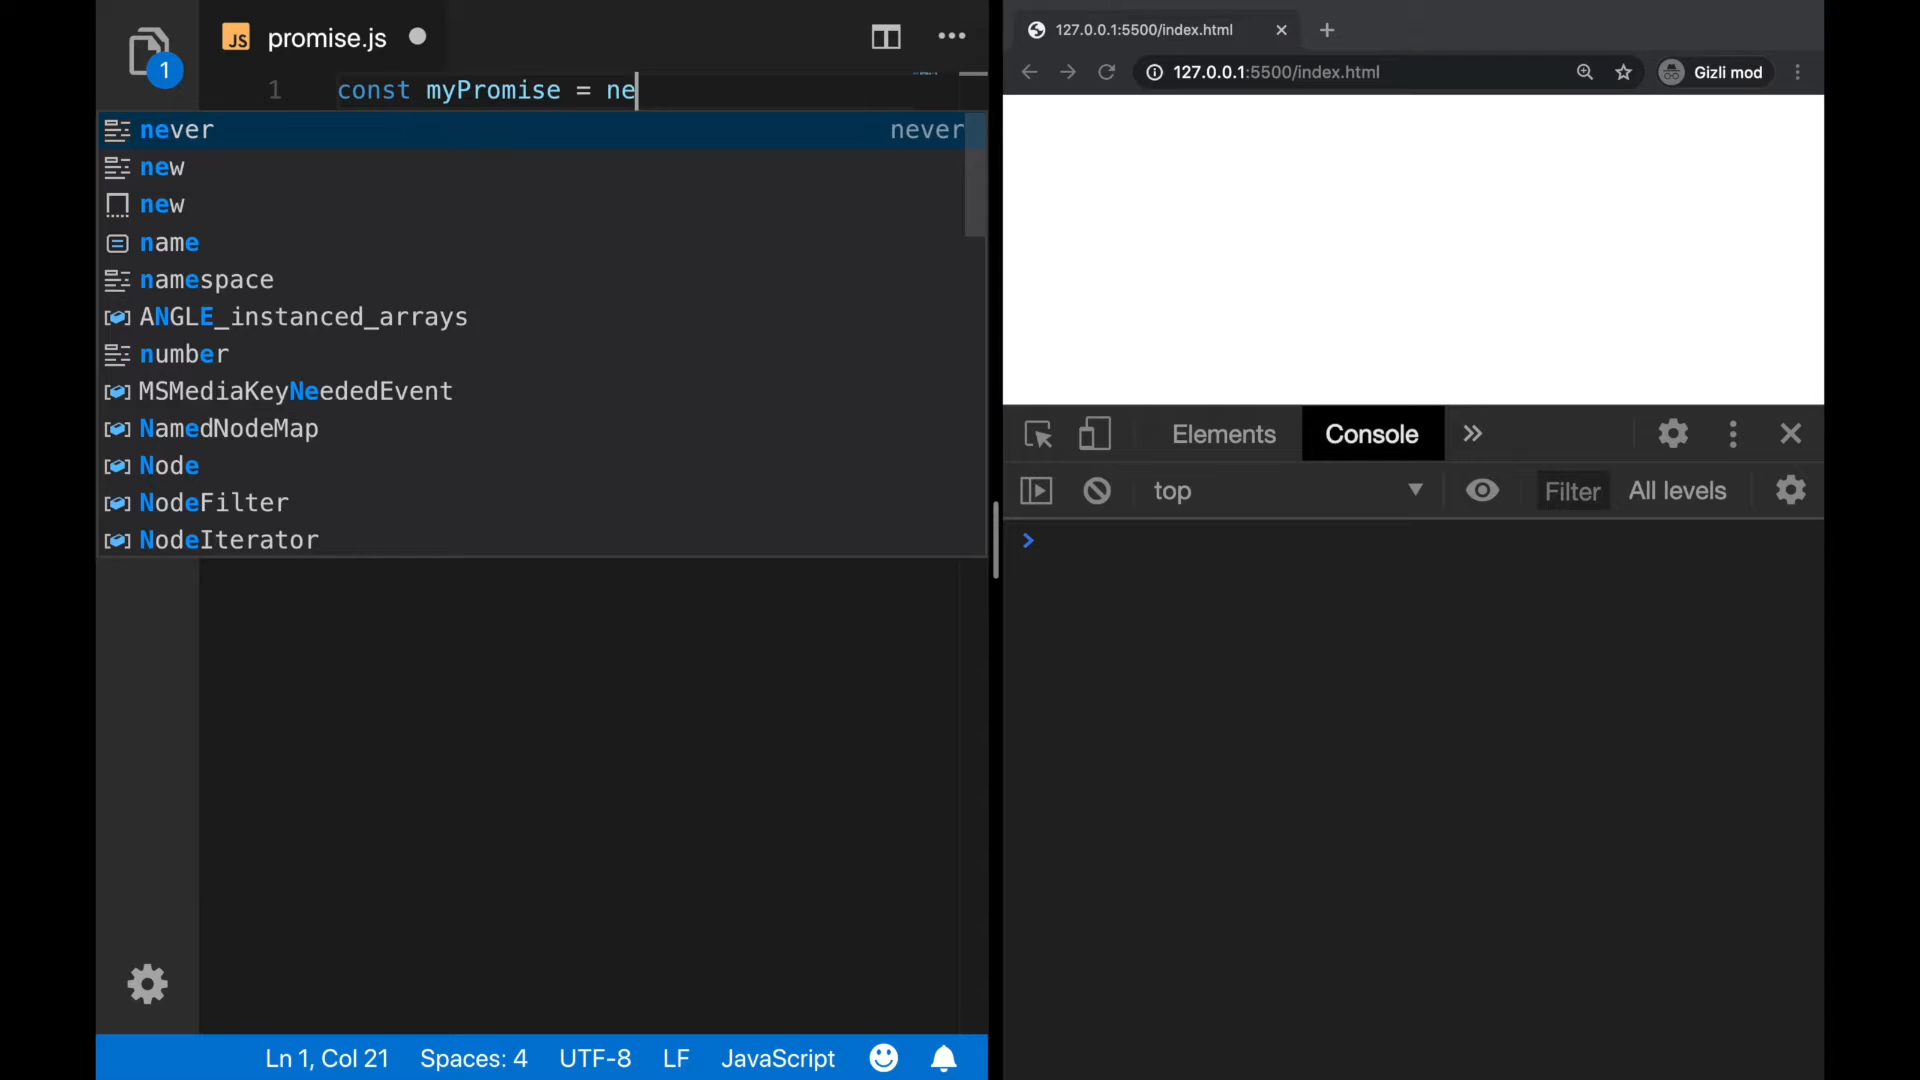 JS promise.js
1
1 const myPromise = ne
never never
new
new
name
namespace
ANGLE_instanced_arrays
number
MSMediaKeyNeededEvent
NamedNodeMap
Node
NodeFilter
NodeIterator
Ln 1, Col 21 Spaces: 4 UTF-8 LF JavaScript
127.0.0.1:5500/index.html
127.0.0.1:5500/index.html Gizli mod
Elements Console
top Filter All levels